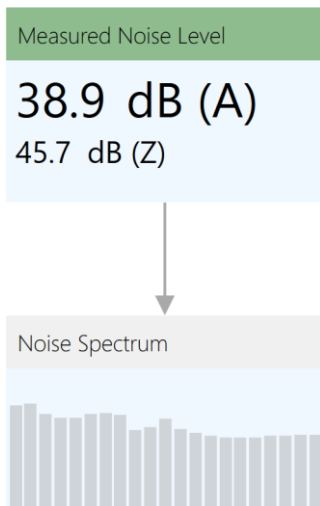 Measured Noise Level
38.9 dB (A)
45.7 dB (Z)
Noise Spectrum